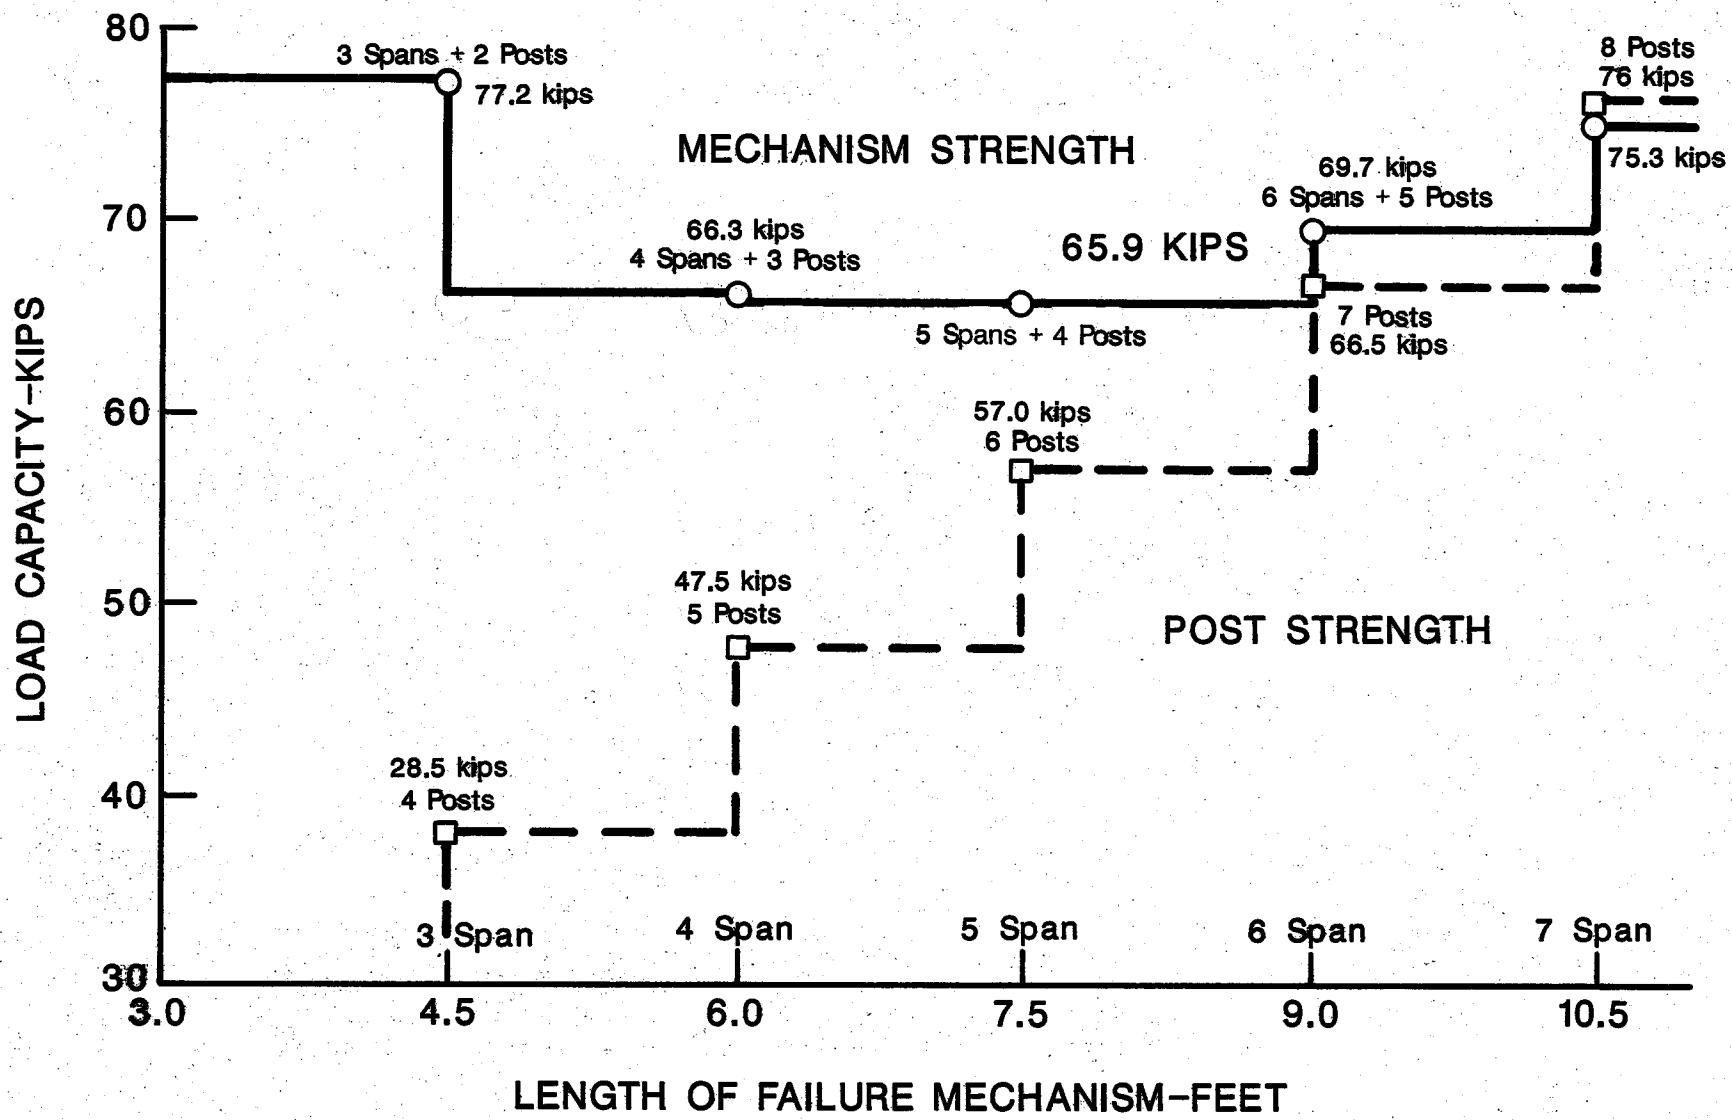 80
3 Spans + 2 Posts
77.2 kips
8 Posts
76 kips
MECHANISM STRENGTH
75.3 kips
69.7 kips
6 Spans + 5 Posts
70
66.3 kips
4 Spans + 3 Posts
65.9 KIPS
5 Spans + 4 Posts
7 Posts
66.5 kips
LOAD CAPACITY-KIPS
60
57.0 kips
6 Posts
50
47.5 kips
5 Posts
POST STRENGTH
40
28.5 kips
4 Posts
3 Span
4 Span
5 Span
6 Span
7 Span
30
3.0
4.5
6.0
7.5
9.0
10.5
LENGTH OF FAILURE MECHANISM-FEET